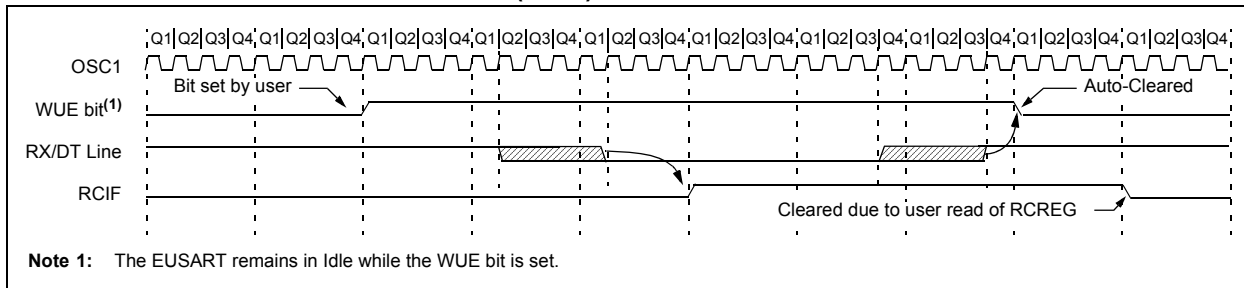 Q1 Q2 Q3 Q4 Q1 Q2 Q3 Q4 Q1 Q2 Q3 Q4 Q1 Q2 Q3 Q4 Q1 Q2 Q3 Q4 Q1 Q2 Q3 Q4 Q1 Q2 Q3 Q4 Q1 Q2 Q3 Q4 Q1 Q2 Q3 Q4 Q1 Q2 Q3 Q4
OSC1
Bit set by user
Auto-Cleared
WUE bit(1)
RX/DT Line
RCIF
Cleared due to user read of RCREG
Note 1: The EUSART remains in Idle while the WUE bit is set.